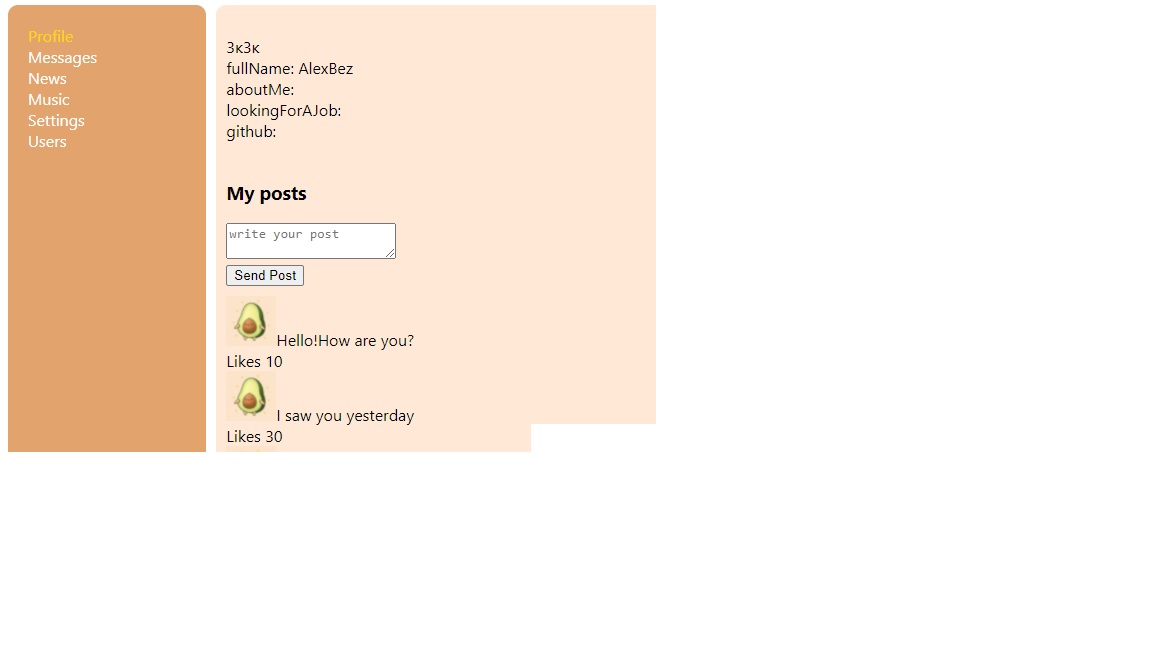 Profile
Messages
News
Music
Settings
Users
3к3к
fullName: AlexBez
aboutMe:
lookingForAJob:
github:
My posts
write your post
Send Post
Hello!How are you?
Likes 10
I saw you yesterday
Likes 30